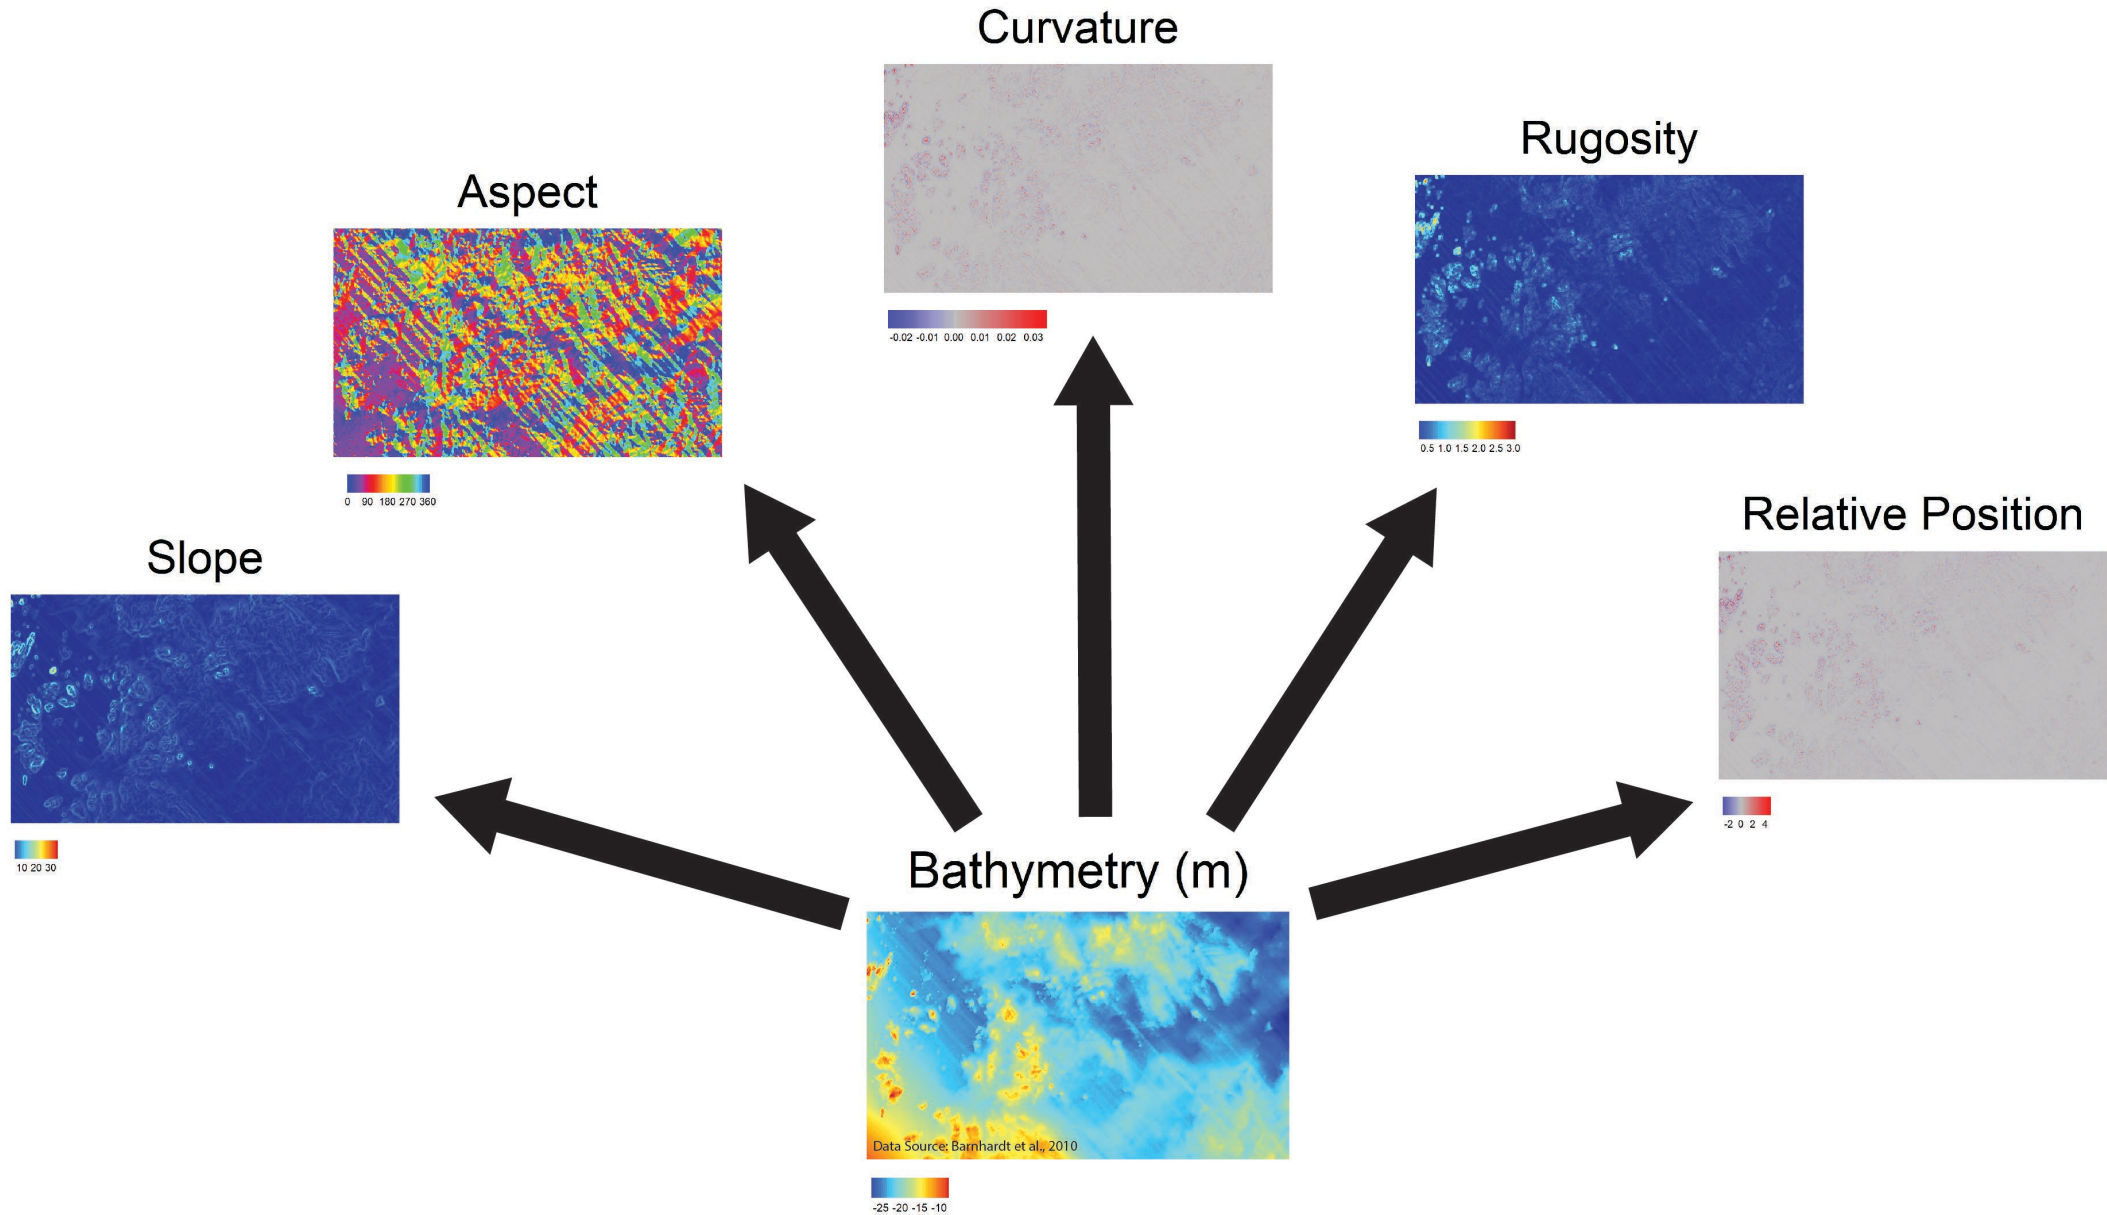 Curvature
-0.02 -0.01 0.00 0.01 0.02 0.03
Rugosity
0.5 1.0 1.5 2.0 2.5 3.0
Aspect
0 90 180 270 360
Relative Position
-2 0 2 4
Slope
10 20 30
Bathymetry (m)
Data Source: Barnhardt et al., 2010
-25 -20 -15 -10